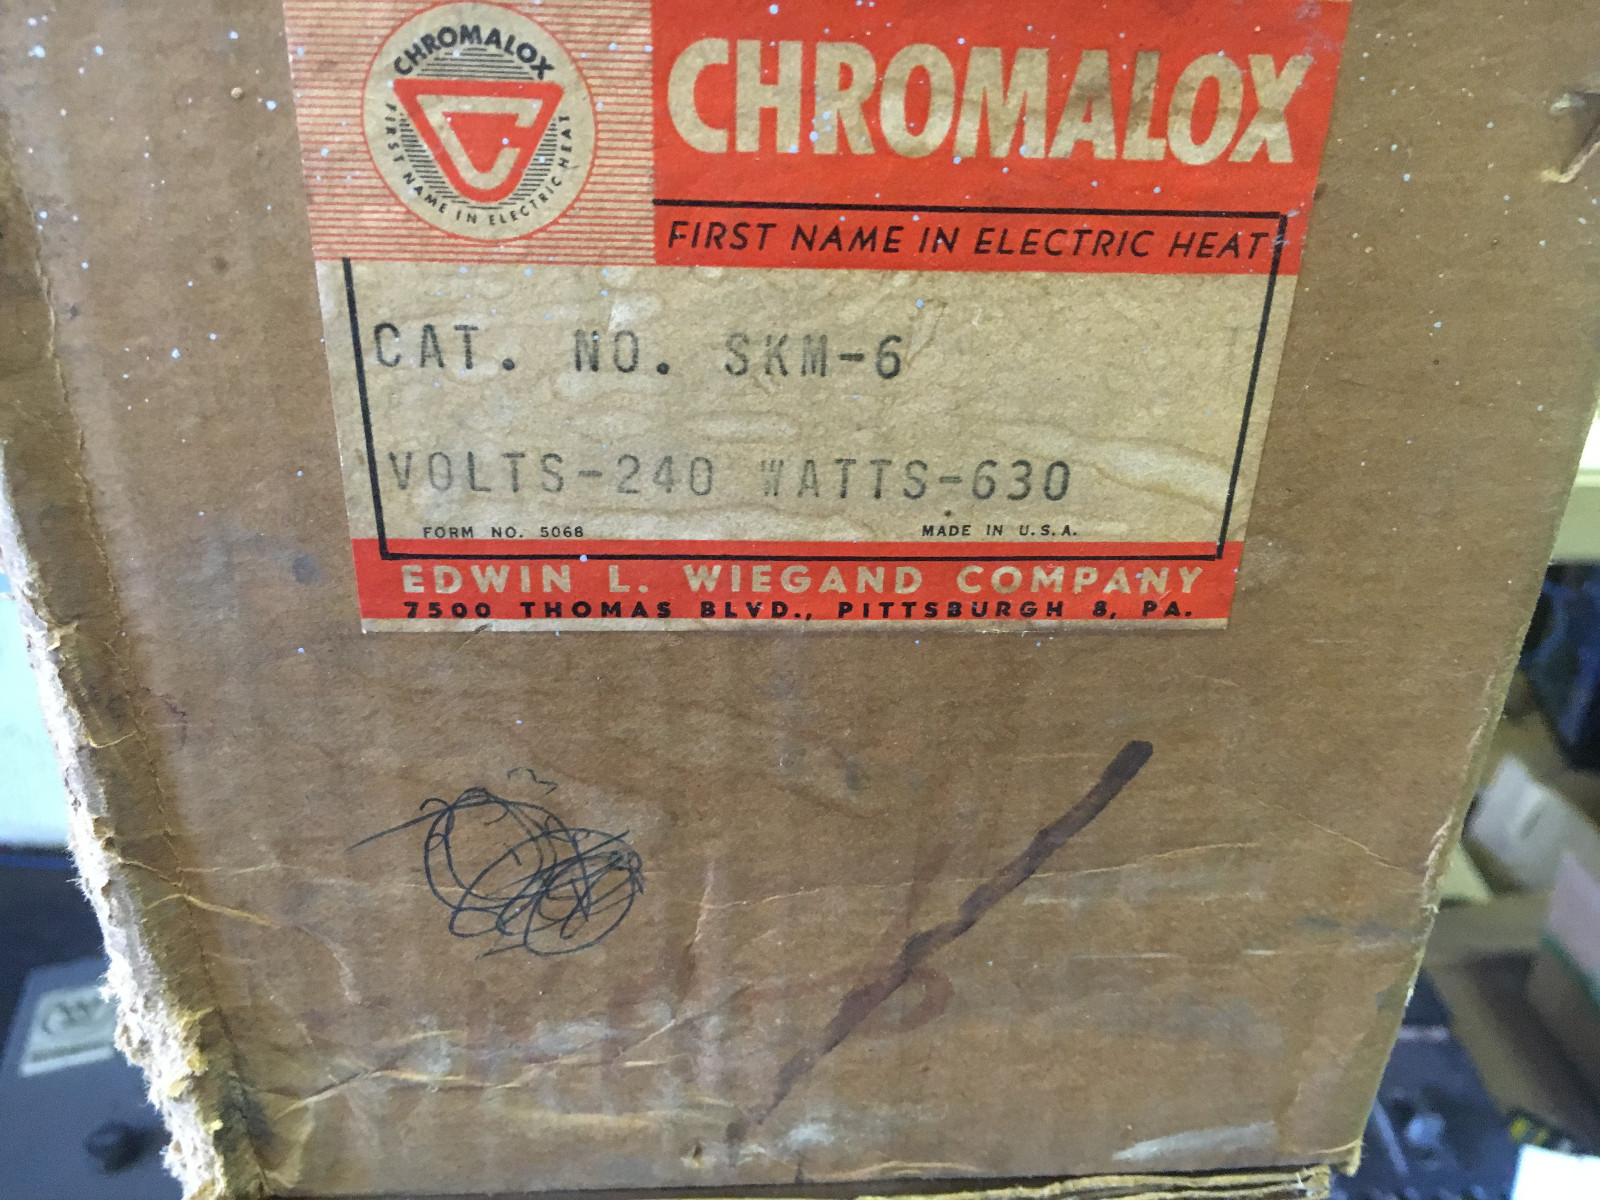 CHROMALOX
FIRST NAME IN ELECTRIC HEAT
CHROMALOX
FIRST NAME IN ELECTRIC HEAT
CAT. NO. SKM-6
VOLTS-240 WATTS-630
FORM NO. 5068 MADE IN U.S.A.
EDWIN L. WIEGAND COMPANY
7500 THOMAS BLVD., PITTSBURGH 8, PA.